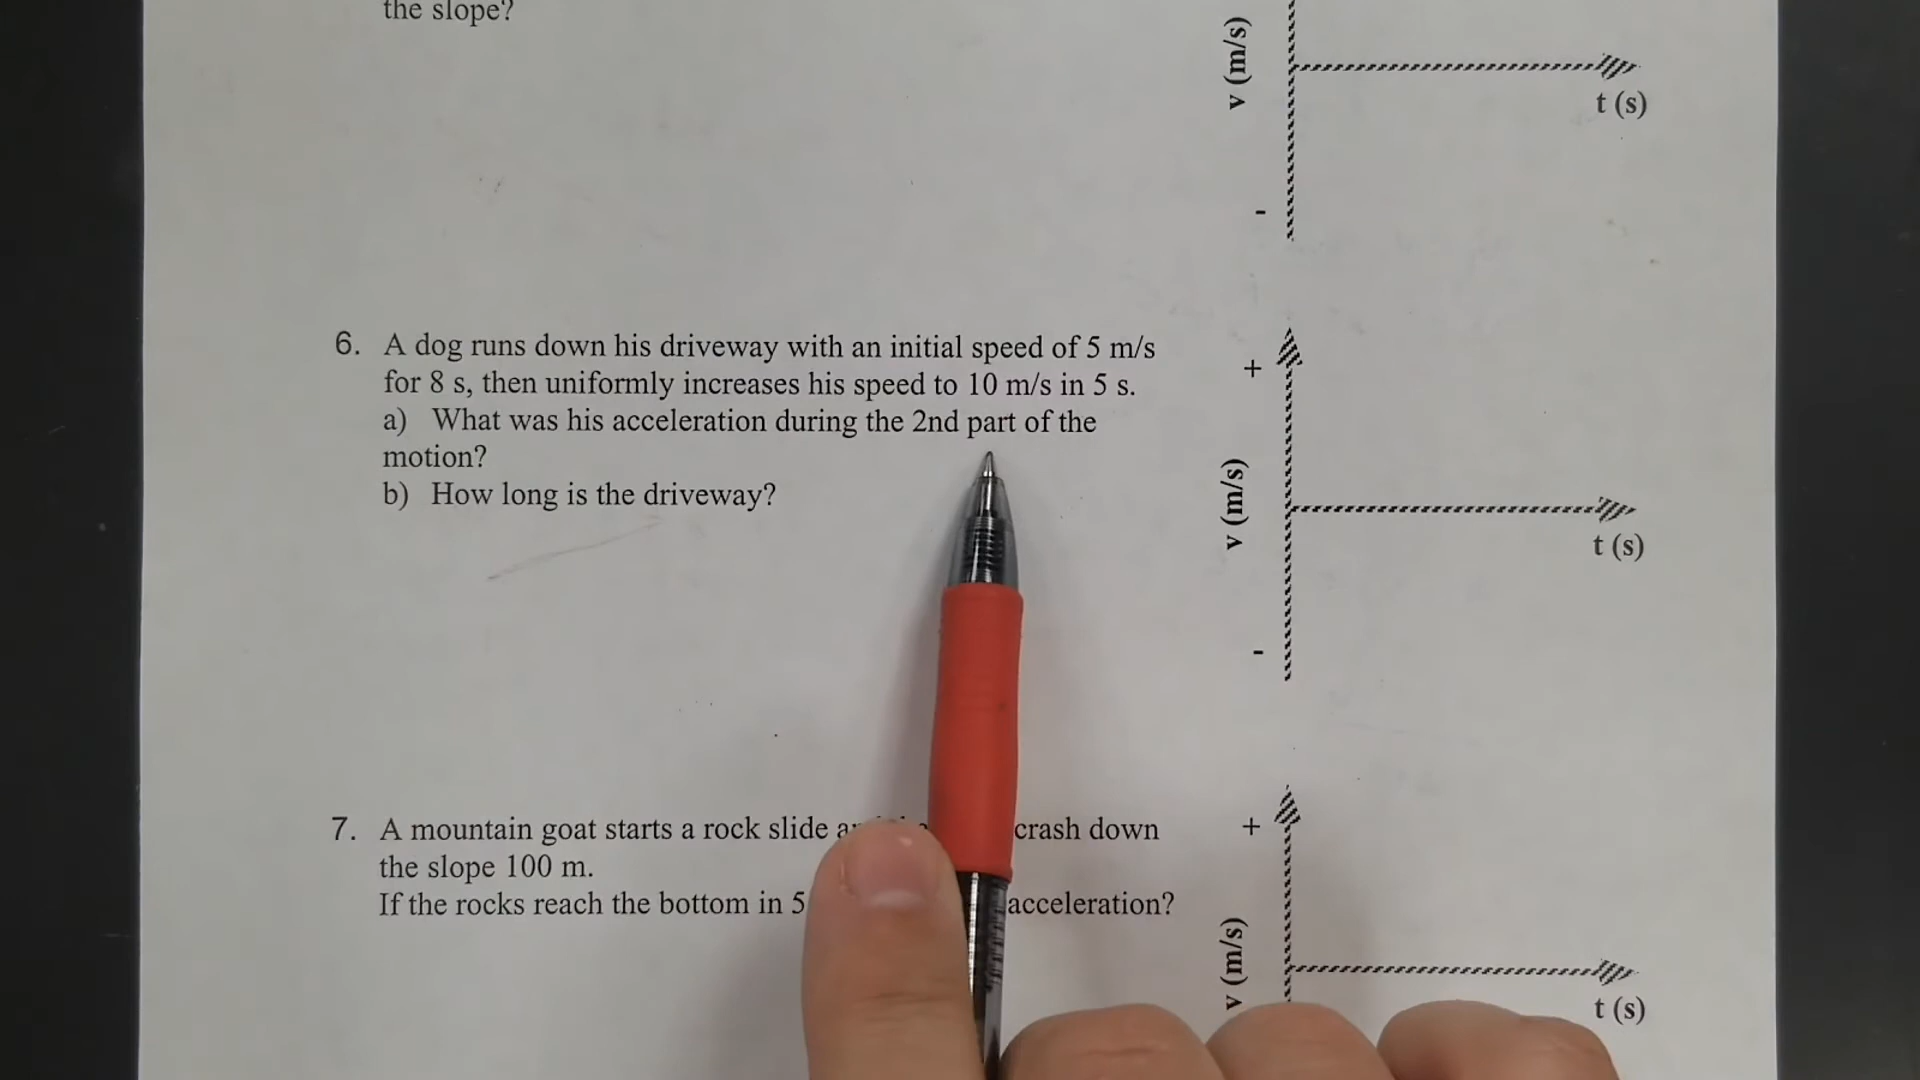 the slope?
v (m/s)
t (s)
-
6. A dog runs down his driveway with an initial speed of 5 m/s
for 8 s, then uniformly increases his speed to 10 m/s in 5 s.
a) What was his acceleration during the 2nd part of the
motion?
b) How long is the driveway?
+
v (m/s)
t (s)
-
7. A mountain goat starts a rock slide crash down
the slope 100 m.
If the rocks reach the bottom in 5 acceleration?
+
v (m/s)
t (s)